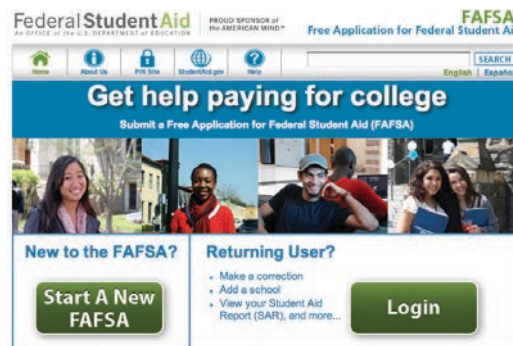 Federal Student Aid
An OFFICE of the U.S. DEPARTMENT of EDUCATION
PROUD SPONSOR of
the AMERICAN MIND™
FAFSA
Free Application for Federal Student Aid
Home
About Us
PIN Site
StudentAid.gov
Help
SEARCH
English | Español
Get help paying for college
Submit a Free Application for Federal Student Aid (FAFSA)
New to the FAFSA?
Start A New
FAFSA
Returning User?
• Make a correction
• Add a school
• View your Student Aid
Report (SAR), and more...
Login